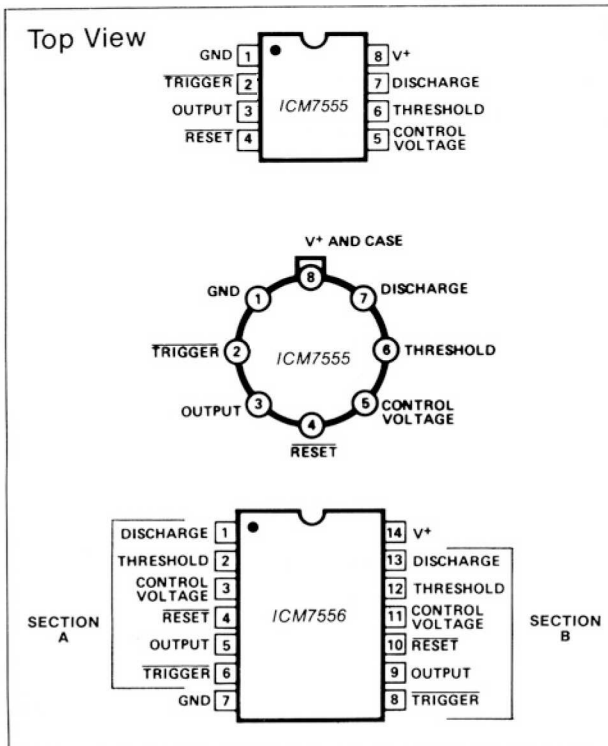 Top View
GND 1
TRIGGER 2
OUTPUT 3
RESET 4
ICM7555
8 V+
7 DISCHARGE
6 THRESHOLD
5 CONTROL
VOLTAGE
V+ AND CASE
8
GND 1
7 DISCHARGE
TRIGGER 2
ICM7555
6 THRESHOLD
OUTPUT 3
5 CONTROL
VOLTAGE
4
RESET
SECTION
A
DISCHARGE 1
THRESHOLD 2
CONTROL
VOLTAGE 3
RESET 4
OUTPUT 5
TRIGGER 6
GND 7
ICM7556
14 V+
13 DISCHARGE
12 THRESHOLD
11 CONTROL
VOLTAGE
10 RESET
9 OUTPUT
8 TRIGGER
SECTION
B